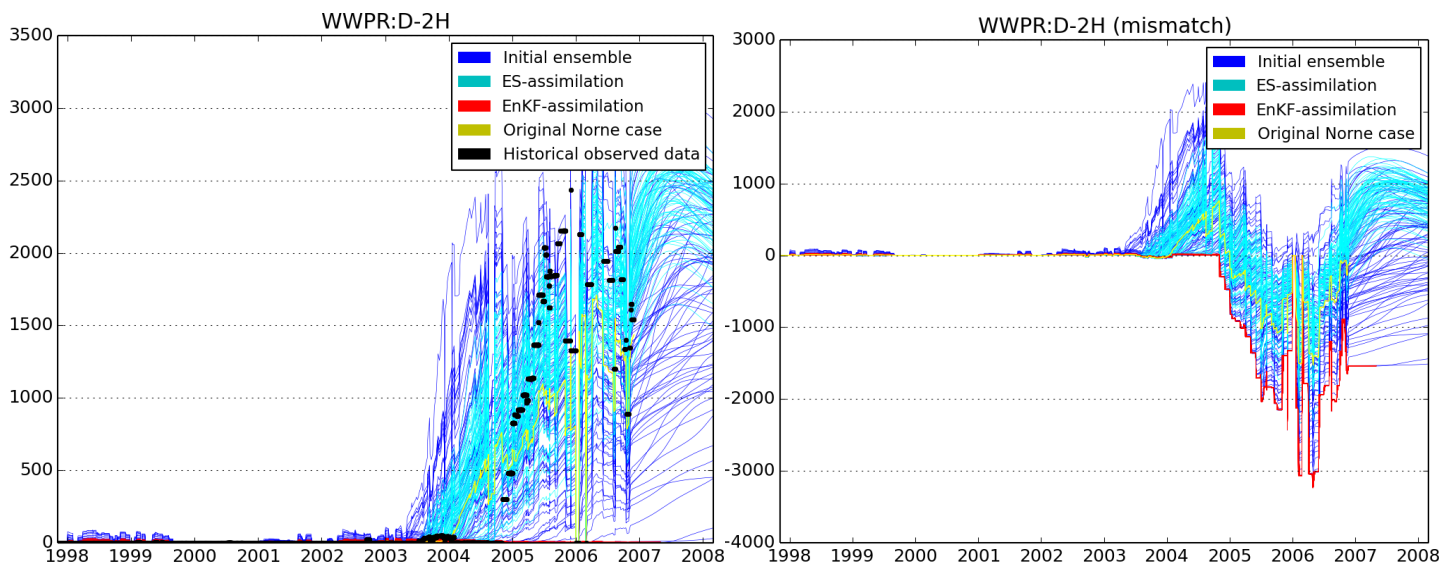 WWPR:D-2H
3500
3000
2500
2000
1500
1000
500
0
1998 1999 2000 2001 2002 2003 2004 2005 2006 2007 2008
Initial ensemble
ES-assimilation
EnKF-assimilation
Original Norne case
Historical observed data
WWPR:D-2H (mismatch)
3000
2000
1000
0
-1000
-2000
-3000
-4000
1998 1999 2000 2001 2002 2003 2004 2005 2006 2007 2008
Initial ensemble
ES-assimilation
EnKF-assimilation
Original Norne case